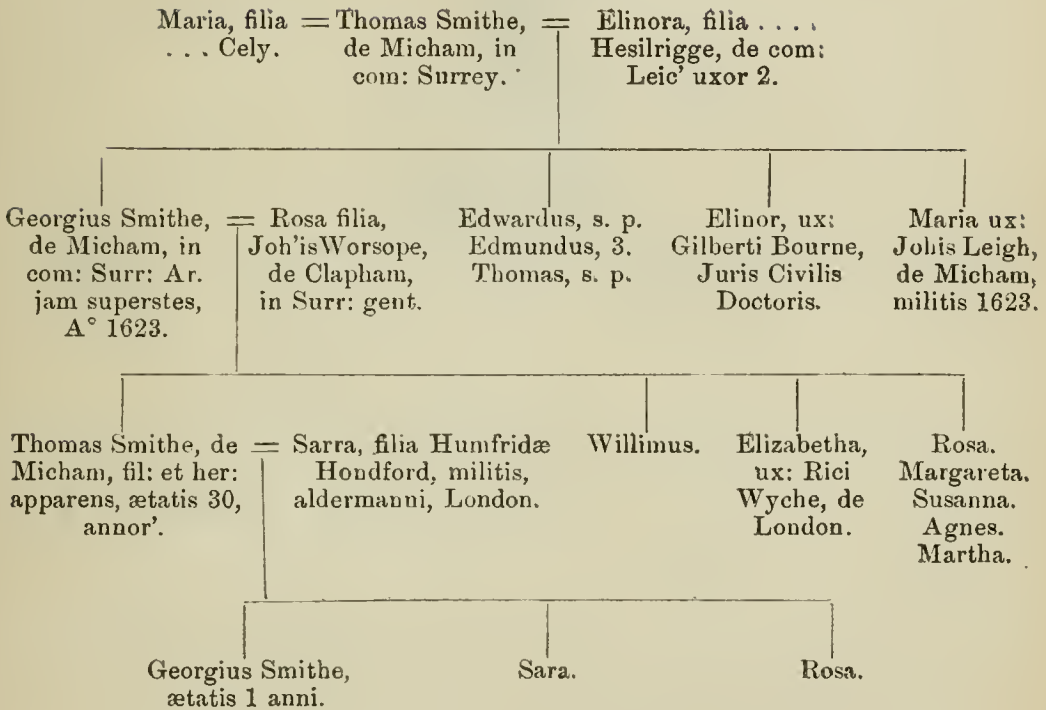 Maria, filia
. . . Cely.
=
Thomas Smithe,
de Micham, in
com: Surrey.
=
Elinora, filia . . . .
Hesilrigge, de com:
Leic' uxor 2.
Georgius Smithe,
de Micham, in
com: Surr: Ar.
jam superstes,
A° 1623.
=
Rosa filia,
Joh'is Worsope,
de Clapham,
in Surr: gent.
Edwardus, s. p.
Edmundus, 3.
Thomas, s. p.
Elinor, ux:
Gilberti Bourne,
Juris Civilis
Doctoris.
Maria ux:
Johis Leigh,
de Micham,
militis 1623.
Thomas Smithe, de
Micham, fil: et her:
apparens, ætatis 30,
annor'.
=
Sarra, filia Humfridæ
Hondford, militis,
aldermanni, London.
Willimus.
Elizabetha,
ux: Rici
Wyche, de
London.
Rosa.
Margareta.
Susanna.
Agnes.
Martha.
Georgius Smithe,
ætatis 1 anni.
Sara.
Rosa.